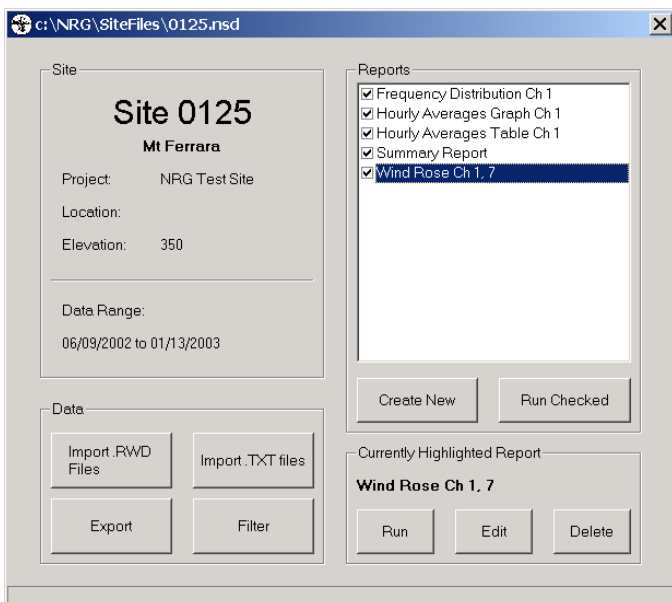 c:\NRG\SiteFiles\0125.nsd
Site
Site 0125
Mt Ferrara
Project: NRG Test Site
Location:
Elevation: 350
Data Range:
06/09/2002 to 01/13/2003
Data
Import .RWD
Files
Import .TXT files
Export
Filter
Reports
Frequency Distribution Ch 1
Hourly Averages Graph Ch 1
Hourly Averages Table Ch 1
Summary Report
Wind Rose Ch 1, 7
Create New
Run Checked
Currently Highlighted Report
Wind Rose Ch 1, 7
Run
Edit
Delete